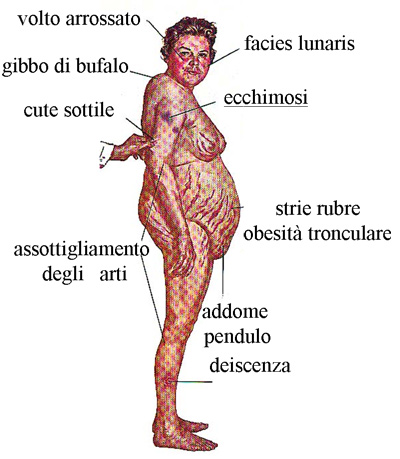 volto arrossato
facies lunaris
gibbo di bufalo
ecchimosi
cute sottile
strie rubre
obesità tronculare
assottigliamento
degli arti
addome
pendulo
deiscenza